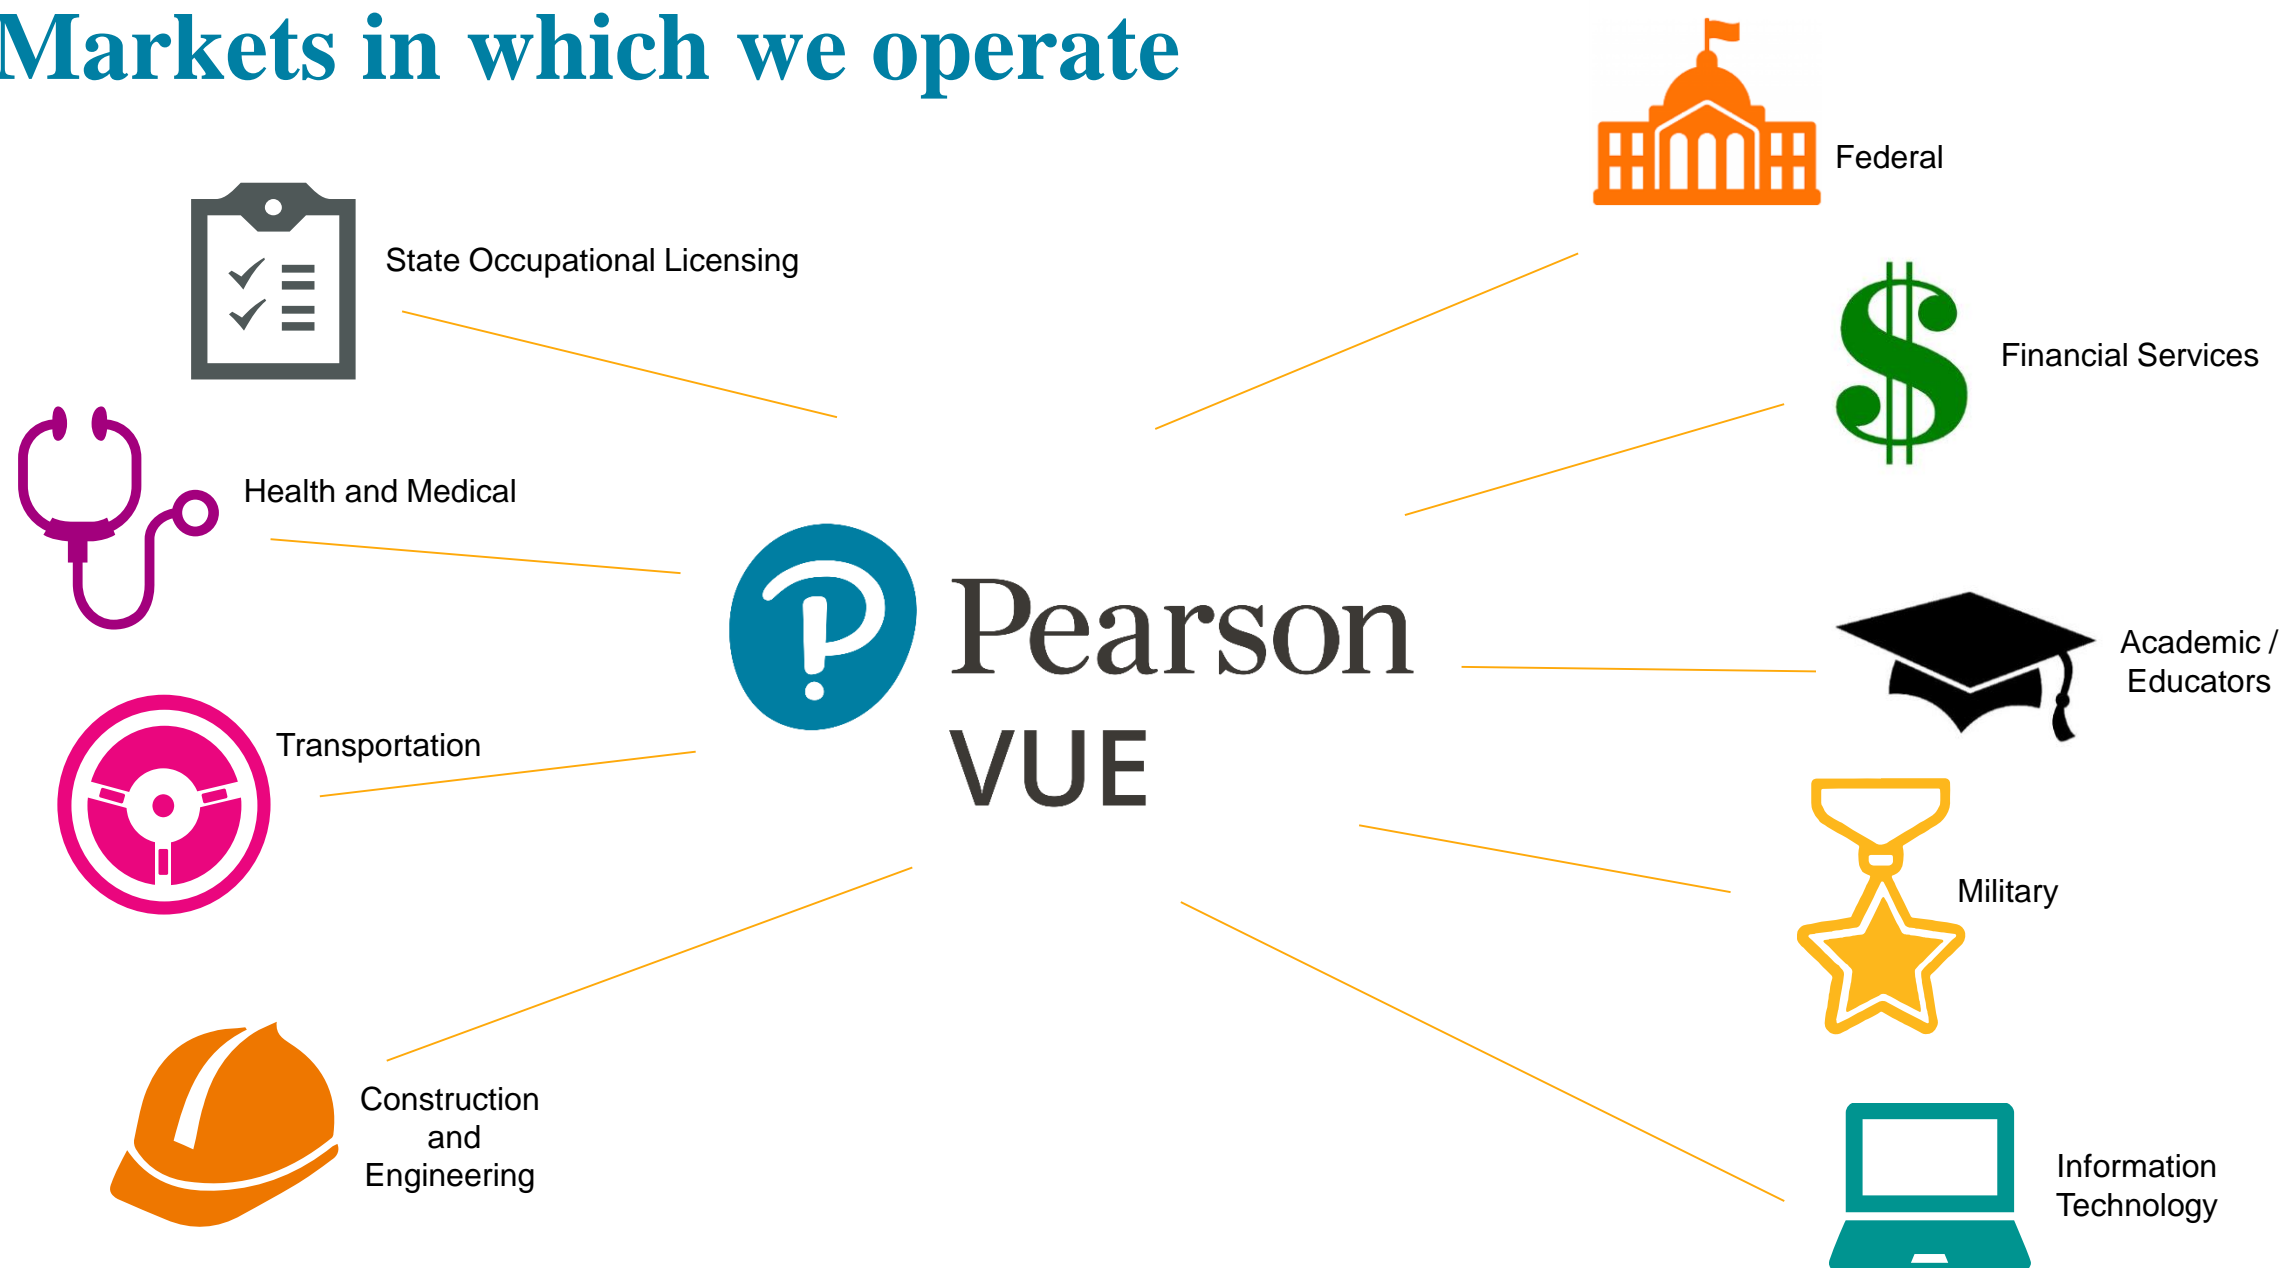 Markets in which we operate
Federal
State Occupational Licensing
Financial Services
Health and Medical
Pearson
VUE
Academic /
Educators
Transportation
Military
Construction
and
Engineering
Information
Technology